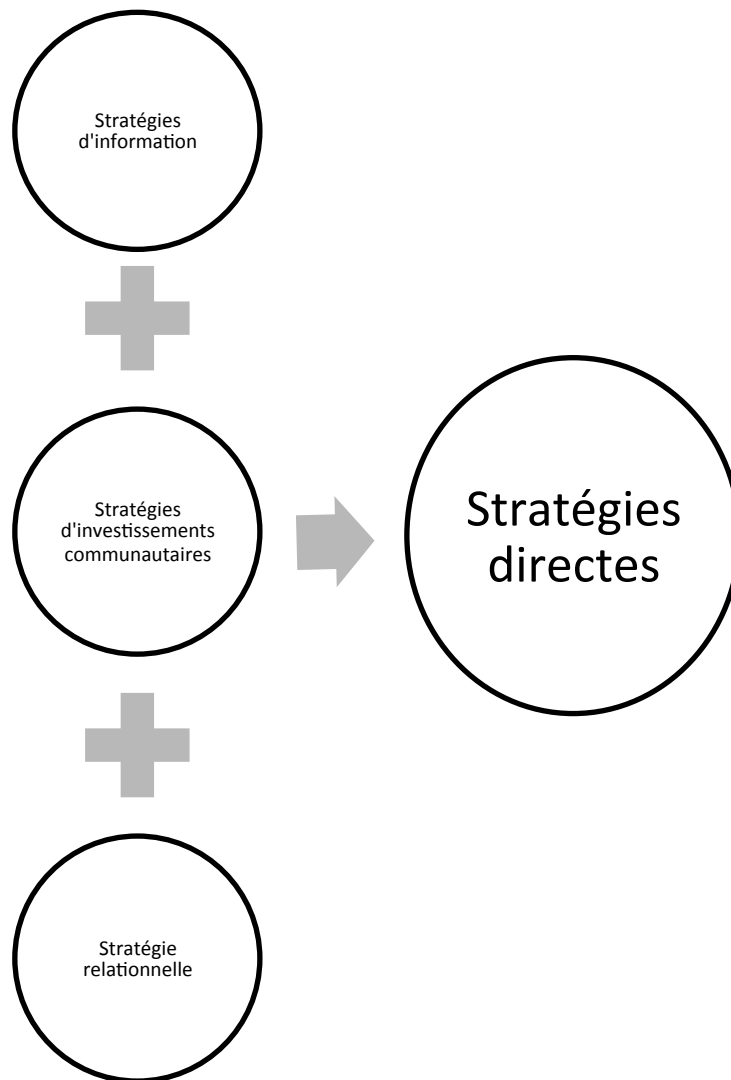 Stratégies
d'information
Stratégies
d'investissements
communautaires
Stratégies
directes
Stratégie
relationnelle